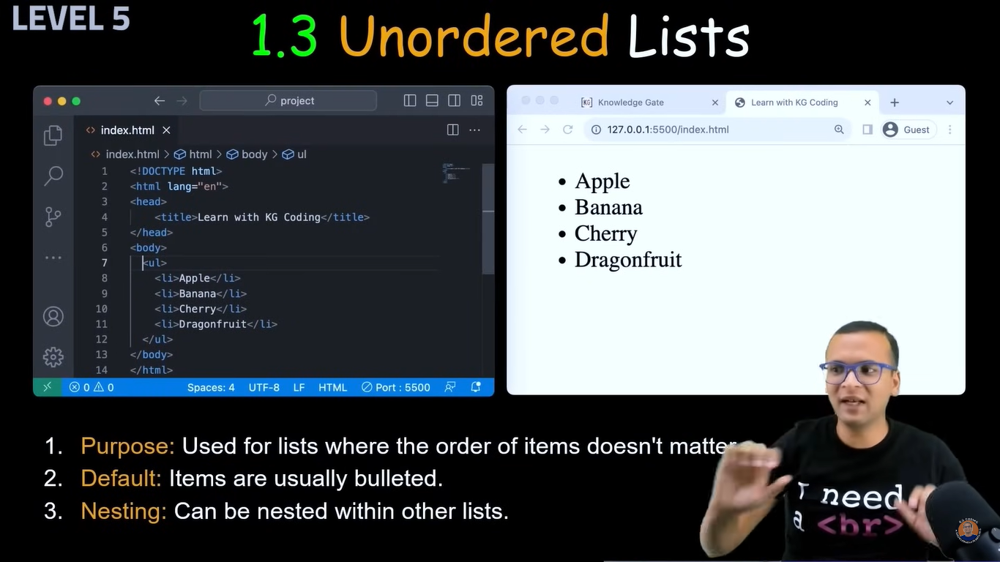 LEVEL 5
1.3 Unordered Lists
project
index.html
index.html > html > body > ul
1 <!DOCTYPE html>
2 <html lang="en">
3 <head>
4 <title>Learn with KG Coding</title>
5 </head>
6 <body>
7 <ul>
8 <li>Apple</li>
9 <li>Banana</li>
10 <li>Cherry</li>
11 <li>Dragonfruit</li>
12 </ul>
13 </body>
14 </html>
0 0 Spaces: 4 UTF-8 LF HTML Port : 5500
KG Knowledge Gate Learn with KG Coding
127.0.0.1:5500/index.html Guest
• Apple
• Banana
• Cherry
• Dragonfruit
1. Purpose: Used for lists where the order of items doesn't matter
2. Default: Items are usually bulleted.
3. Nesting: Can be nested within other lists.
I need
a <br>
KG CODING